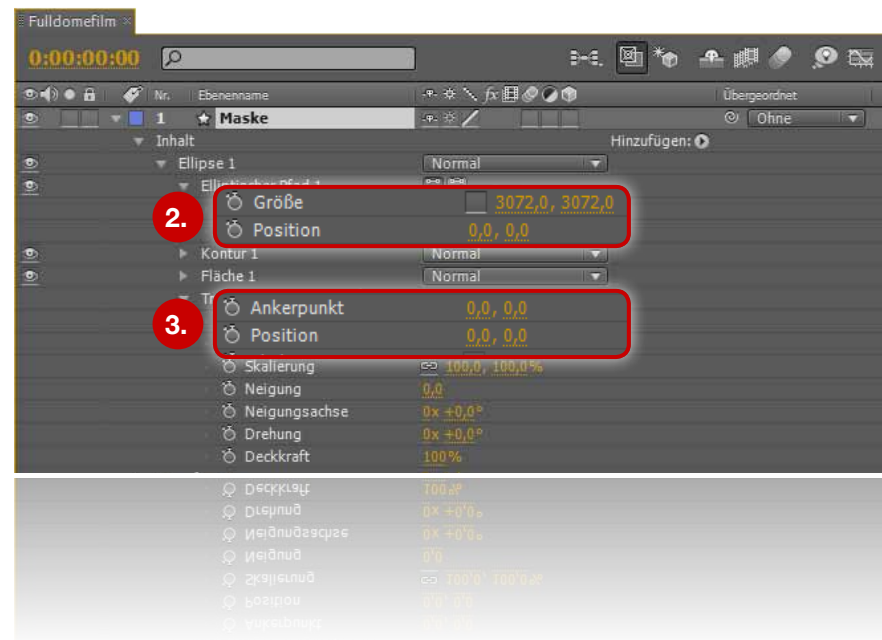 Fulldomefilm
0:00:00:00
Nr. Ebenenname fx Übergeordnet
1 Maske Ohne
Inhalt Hinzufügen:
Ellipse 1 Normal
2.
Größe 3072,0, 3072,0
Position 0,0, 0,0
Kontur 1 Normal
Fläche 1 Normal
3.
Ankerpunkt 0,0, 0,0
Position 0,0, 0,0
Skalierung 100,0, 100,0%
Neigung 0,0
Neigungsachse 0x +0,0°
Drehung 0x +0,0°
Deckkraft 100%